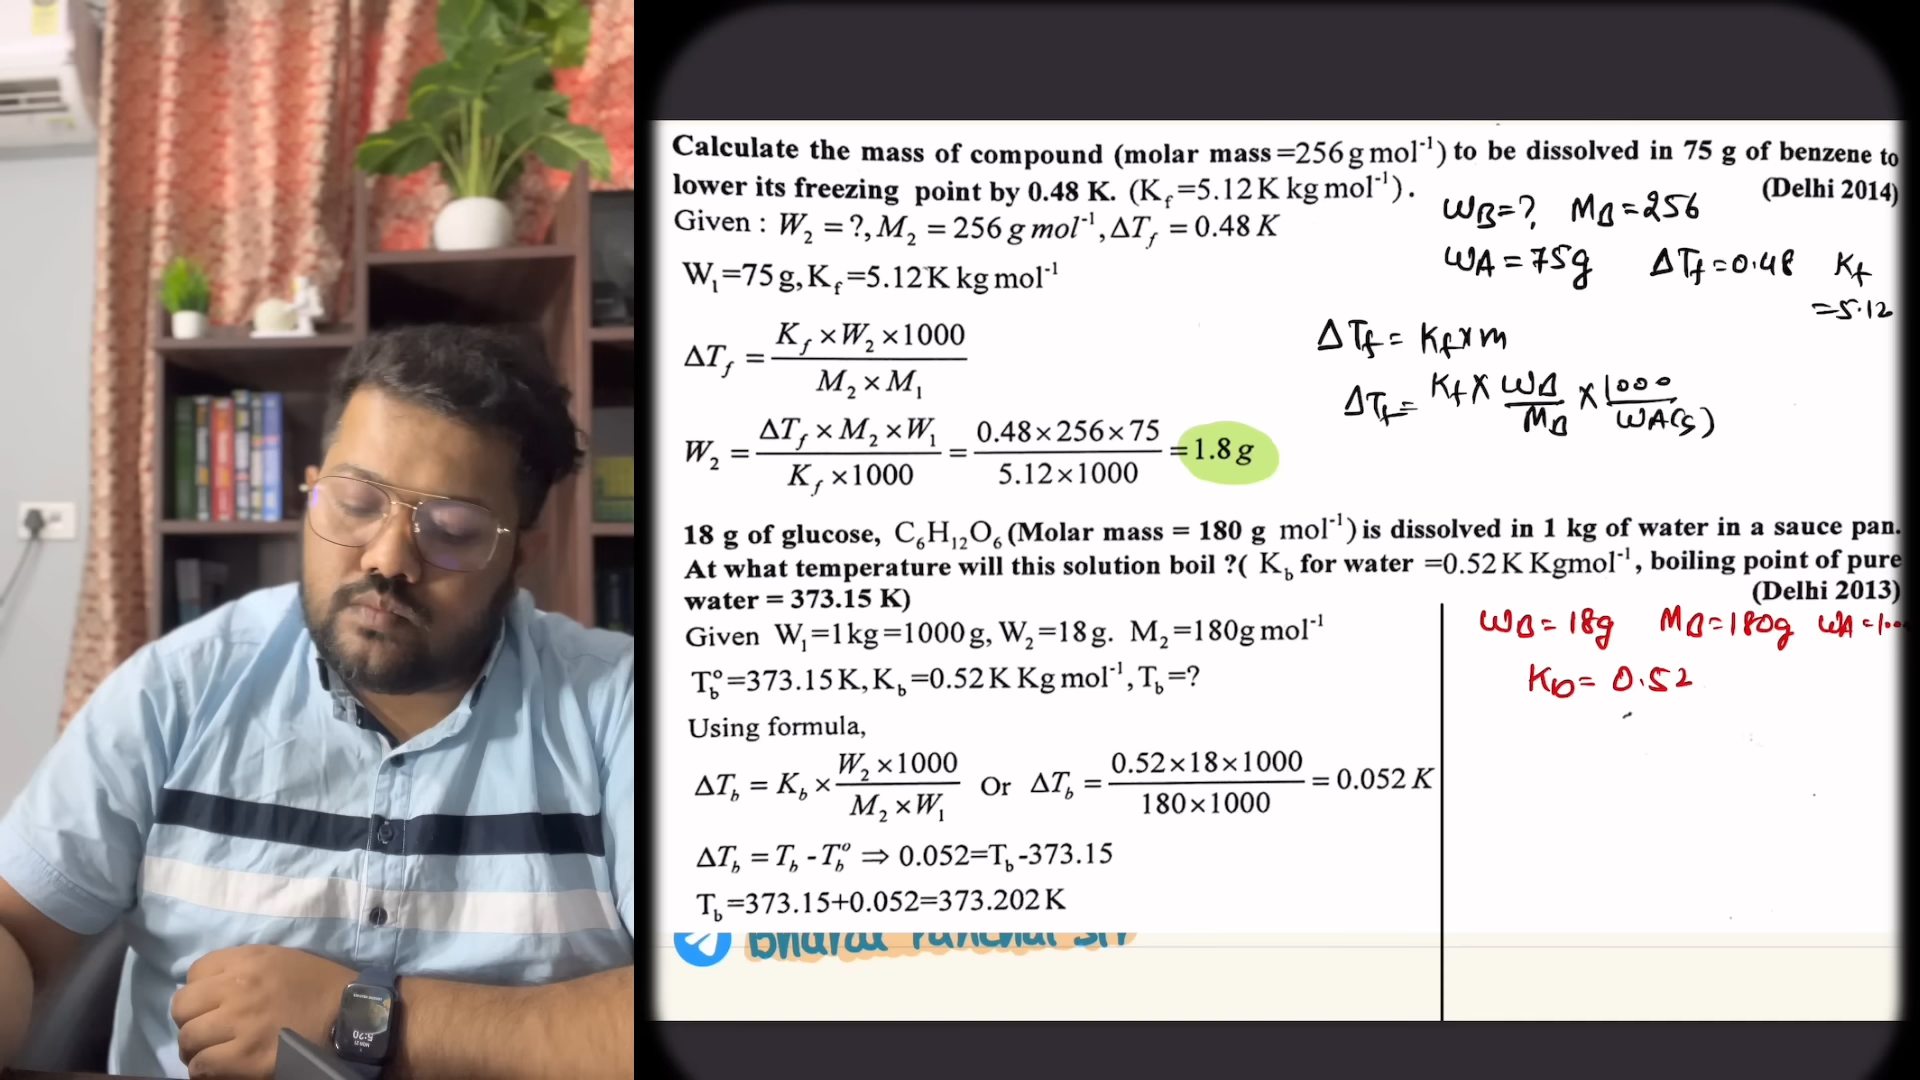 Calculate the mass of compound (molar mass =256 g mol⁻¹) to be dissolved in 75 g of benzene to
lower its freezing point by 0.48 K. (K_f =5.12 K kg mol⁻¹).
(Delhi 2014)
Given : W₂ = ?, M₂ = 256 g mol⁻¹, ΔT_f = 0.48 K
W₁=75 g, K_f =5.12 K kg mol⁻¹
ΔT_f = K_f ×W₂ ×1000 / M₂ ×M₁
W₂ = ΔT_f ×M₂ ×W₁ / K_f ×1000 = 0.48×256×75 / 5.12×1000 = 1.8 g
WB=? MB=256
WA=75g ΔTf=0.48 Kf
=5.12
ΔTf = Kf×m
ΔTf= Kf × WB / MB × 1000 / WA(g)
18 g of glucose, C₆H₁₂O₆ (Molar mass = 180 g mol⁻¹) is dissolved in 1 kg of water in a sauce pan.
At what temperature will this solution boil ?( K_b for water =0.52 K Kgmol⁻¹, boiling point of pure
water = 373.15 K)
(Delhi 2013)
Given W₁=1kg=1000g, W₂=18g. M₂=180g mol⁻¹
T_b°=373.15K, K_b=0.52 K Kg mol⁻¹, T_b=?
Using formula,
ΔT_b = K_b × W₂ ×1000 / M₂ ×W₁ Or ΔT_b = 0.52×18×1000 / 180×1000 = 0.052 K
ΔT_b = T_b - T_b° ⇒ 0.052=T_b-373.15
T_b=373.15+0.052=373.202 K
WB= 18g MB=180g
Kb= 0.52